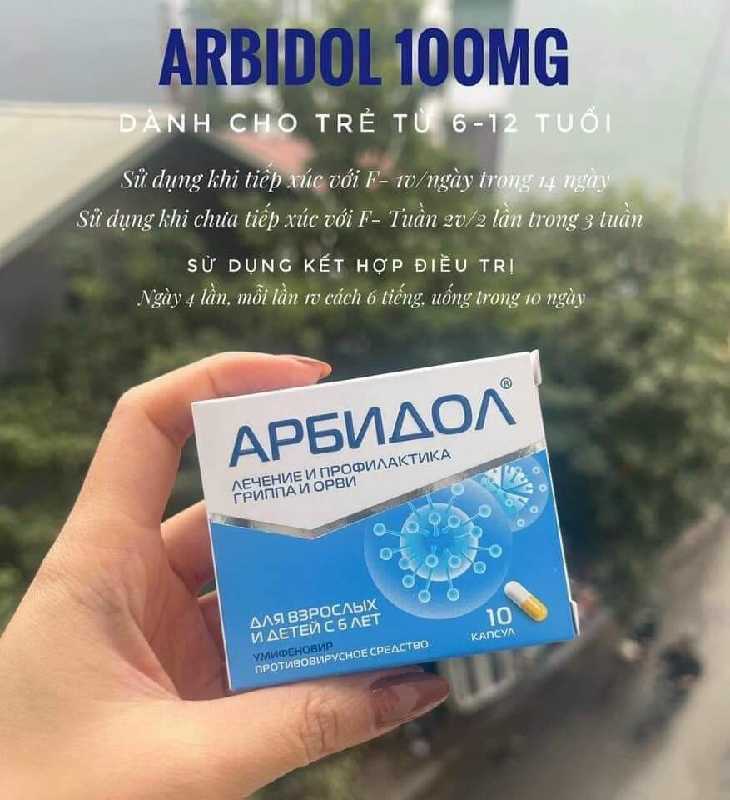 ARBIDOL 100MG
DÀNH CHO TRẺ TỪ 6-12 TUỔI
Sử dụng khi tiếp xúc với F- 1v/ngày trong 14 ngày
Sử dụng khi chưa tiếp xúc với F- Tuần 2v/2 lần trong 3 tuần
SỬ DỤNG KẾT HỢP ĐIỀU TRỊ
Ngày 4 lần, mỗi lần 1v cách 6 tiếng, uống trong 10 ngày
АРБИДОЛ®
ЛЕЧЕНИЕ И ПРОФИЛАКТИКА
ГРИППА И ОРВИ
ДЛЯ ВЗРОСЛЫХ
И ДЕТЕЙ С 6 ЛЕТ
10
КАПСУЛ
УМИФЕНОВИР
ПРОТИВОВИРУСНОЕ СРЕДСТВО